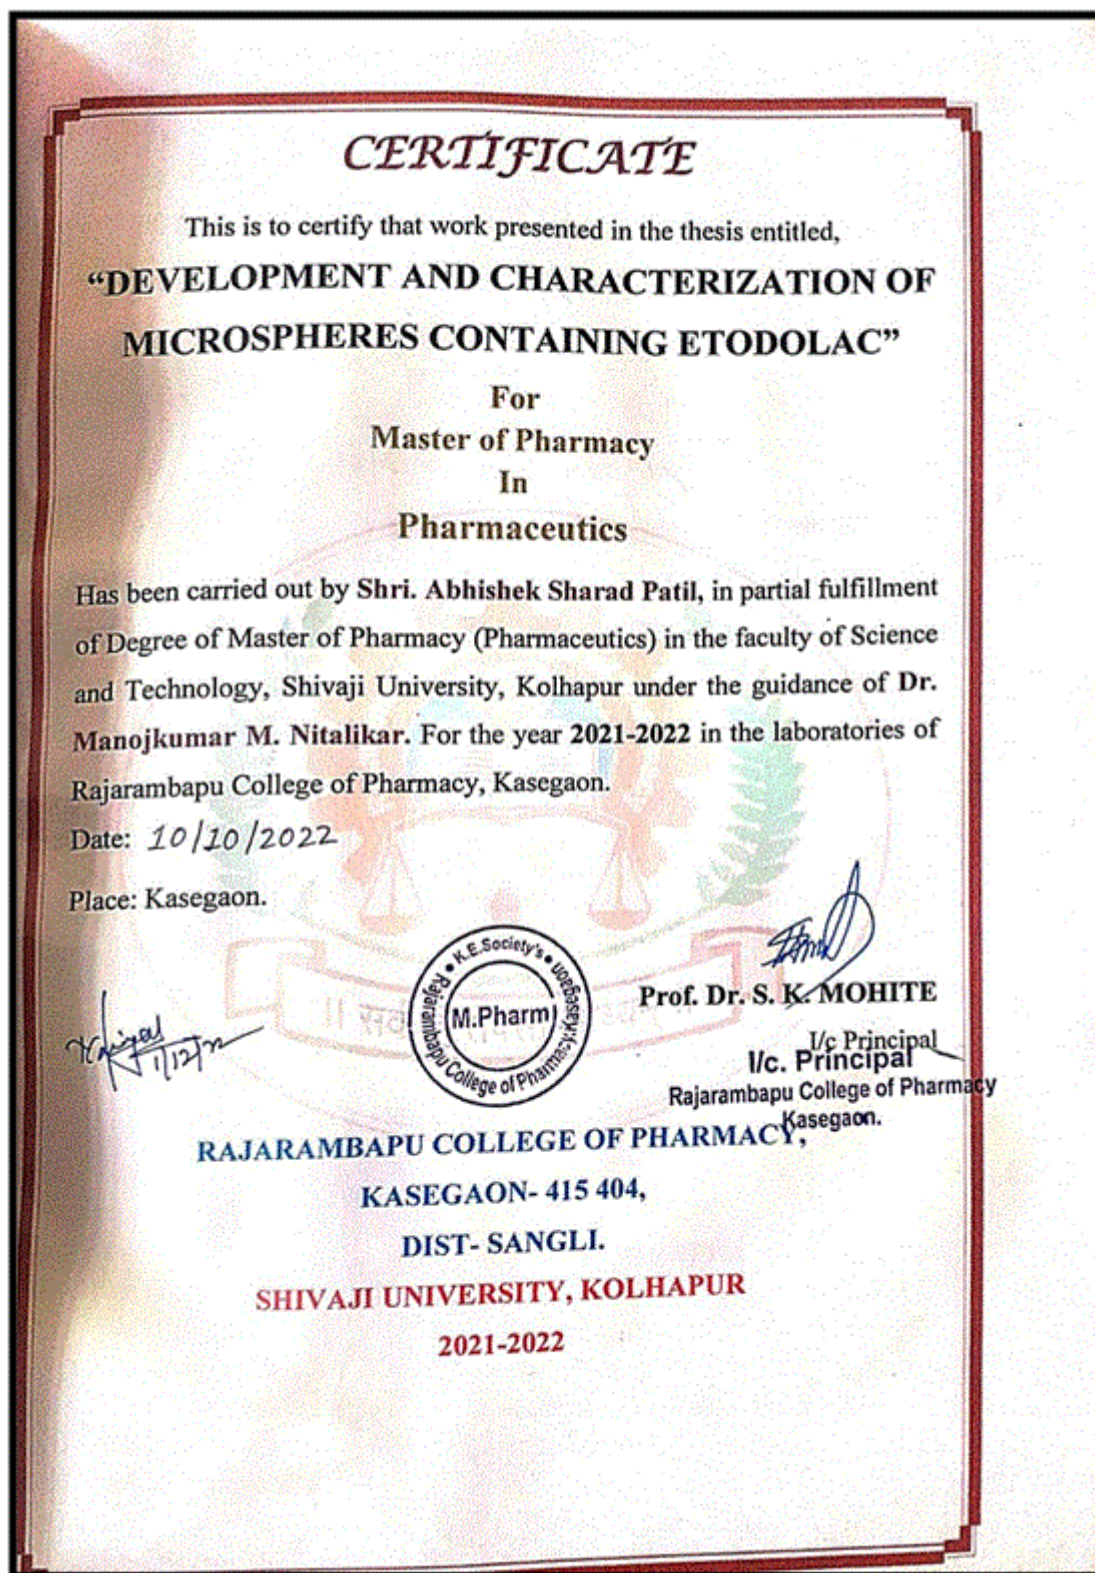 CERTIFICATE
This is to certify that work presented in the thesis entitled,
“DEVELOPMENT AND CHARACTERIZATION OF
MICROSPHERES CONTAINING ETODOLAC”
For
Master of Pharmacy
In
Pharmaceutics
Has been carried out by Shri. Abhishek Sharad Patil, in partial fulfillment
of Degree of Master of Pharmacy (Pharmaceutics) in the faculty of Science
and Technology, Shivaji University, Kolhapur under the guidance of Dr.
Manojkumar M. Nitalikar. For the year 2021-2022 in the laboratories of
Rajarambapu College of Pharmacy, Kasegaon.
Date: 10/10/2022
Place: Kasegaon.
K.E.Society's
Rajarambapu College of Pharmacy, Kasegaon
M.Pharm
Prof. Dr. S. K. MOHITE
I/c Principal
I/c. Principal
Rajarambapu College of Pharmacy
Kasegaon.
RAJARAMBAPU COLLEGE OF PHARMACY,
KASEGAON- 415 404,
DIST- SANGLI.
SHIVAJI UNIVERSITY, KOLHAPUR
2021-2022